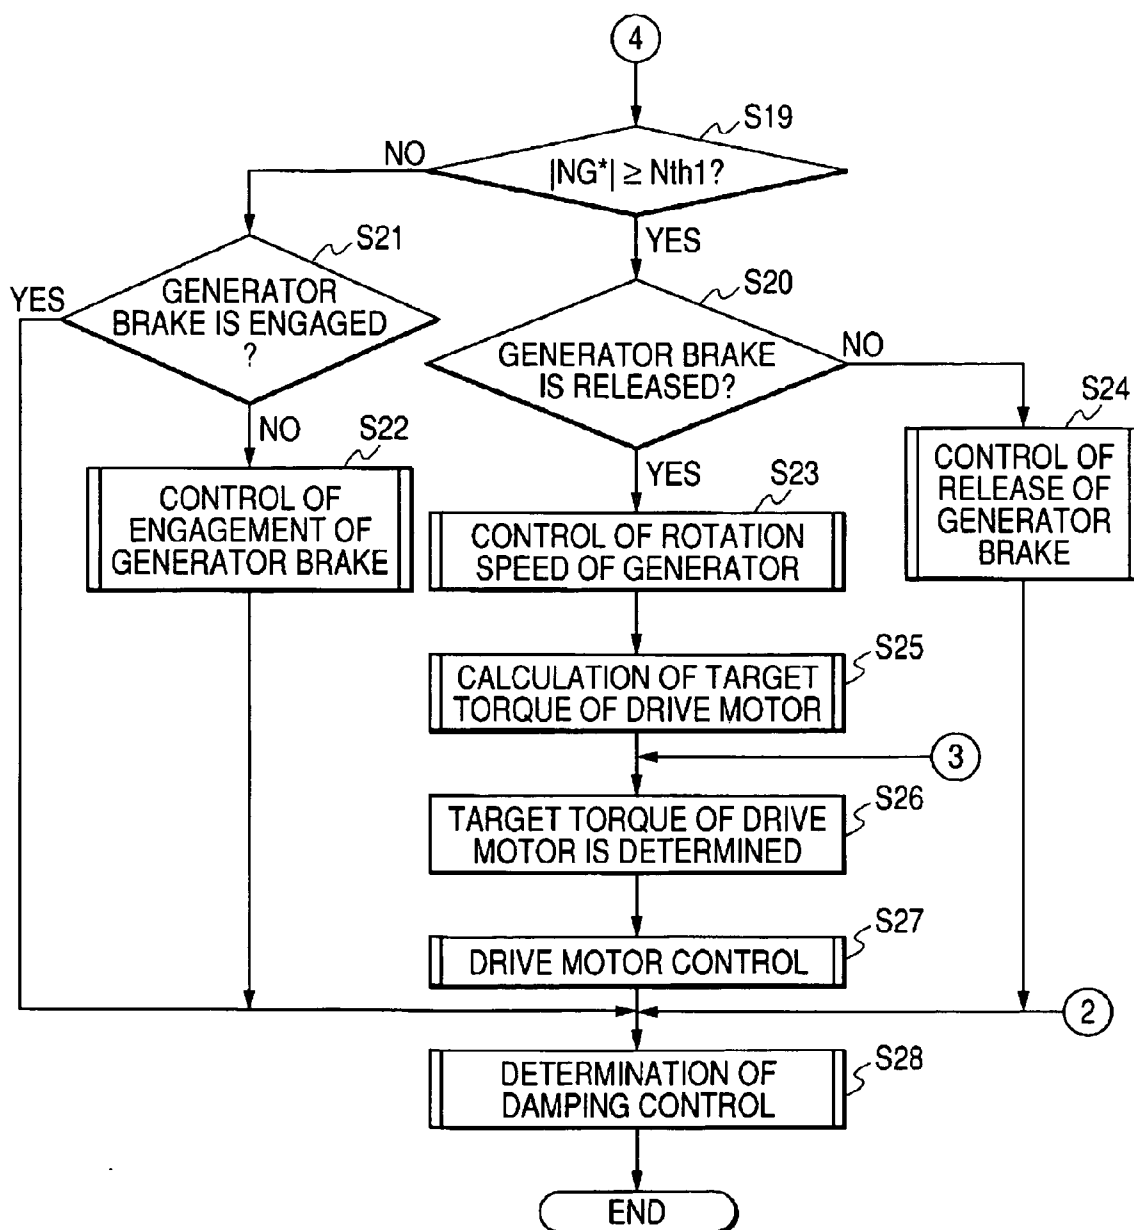 4
S19
NO
|NG*| ≥ Nth1?
YES
S21
YES
GENERATOR
BRAKE IS ENGAGED
?
NO
S20
GENERATOR BRAKE
IS RELEASED?
NO
YES
S22
CONTROL OF
ENGAGEMENT OF
GENERATOR BRAKE
S23
CONTROL OF ROTATION
SPEED OF GENERATOR
S24
CONTROL OF
RELEASE OF
GENERATOR
BRAKE
S25
CALCULATION OF TARGET
TORQUE OF DRIVE MOTOR
3
S26
TARGET TORQUE OF DRIVE
MOTOR IS DETERMINED
S27
DRIVE MOTOR CONTROL
2
S28
DETERMINATION OF
DAMPING CONTROL
END